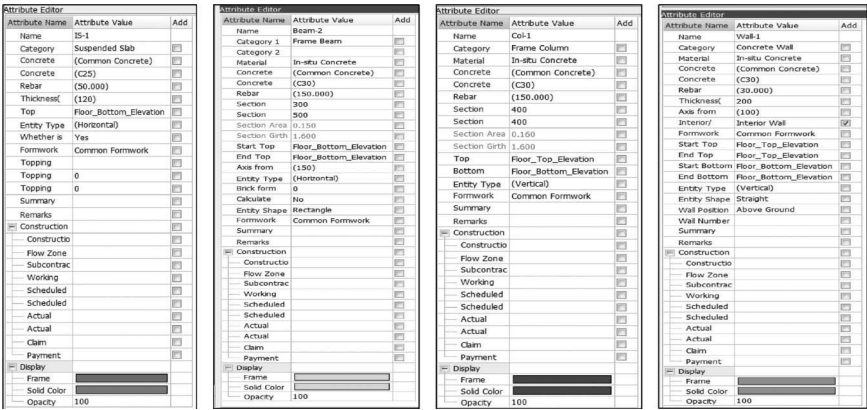 Attribute Editor
Attribute Name Attribute Value Add
Name IS-1
Category Suspended Slab
Concrete (Common Concrete)
Concrete (C25)
Rebar (50.000)
Thickness( (120)
Top Floor_Bottom_Elevation
Entity Type (Horizontal)
Whether is Yes
Formwork Common Formwork
Topping
Topping 0
Topping 0
Summary
Remarks
Construction
Constructio
Flow Zone
Subcontrac
Working
Scheduled
Scheduled
Actual
Actual
Claim
Payment
Display
Frame
Solid Color
Opacity 100
Attribute Editor
Attribute Name Attribute Value Add
Name Beam-2
Category 1 Frame Beam
Category 2
Material In-situ Concrete
Concrete (Common Concrete)
Concrete (C30)
Rebar (150.000)
Section 300
Section 500
Section Area 0.150
Section Girth 1.600
Start Top Floor_Bottom_Elevation
End Top Floor_Bottom_Elevation
Axis from (150)
Entity Type (Horizontal)
Brick form 0
Calculate No
Entity Shape Rectangle
Formwork Common Formwork
Summary
Remarks
Construction
Constructio
Flow Zone
Subcontrac
Working
Scheduled
Scheduled
Actual
Actual
Claim
Payment
Display
Frame
Solid Color
Opacity 100
Attribute Editor
Attribute Name Attribute Value Add
Name Col-1
Category Frame Column
Material In-situ Concrete
Concrete (Common Concrete)
Concrete (C30)
Rebar (150.000)
Section 400
Section 400
Section Area 0.160
Section Girth 1.600
Top Floor_Top_Elevation
Bottom Floor_Bottom_Elevation
Entity Type (Vertical)
Formwork Common Formwork
Summary
Remarks
Construction
Constructio
Flow Zone
Subcontrac
Working
Scheduled
Scheduled
Actual
Actual
Claim
Payment
Display
Frame
Solid Color
Opacity 100
Attribute Editor
Attribute Name Attribute Value Add
Name Wall-1
Category Concrete Wall
Material In-situ Concrete
Concrete (Common Concrete)
Concrete (C30)
Rebar (30.000)
Thickness( 200
Axis from (100)
Interior/ Interior Wall
Formwork Common Formwork
Start Top Floor_Top_Elevation
End Top Floor_Top_Elevation
Start Bottom Floor_Bottom_Elevation
End Bottom Floor_Bottom_Elevation
Entity Type (Vertical)
Entity Shape Straight
Wall Position Above Ground
Wall Number
Summary
Remarks
Construction
Constructio
Flow Zone
Subcontrac
Working
Scheduled
Scheduled
Actual
Actual
Claim
Payment
Display
Frame
Solid Color
Opacity 100